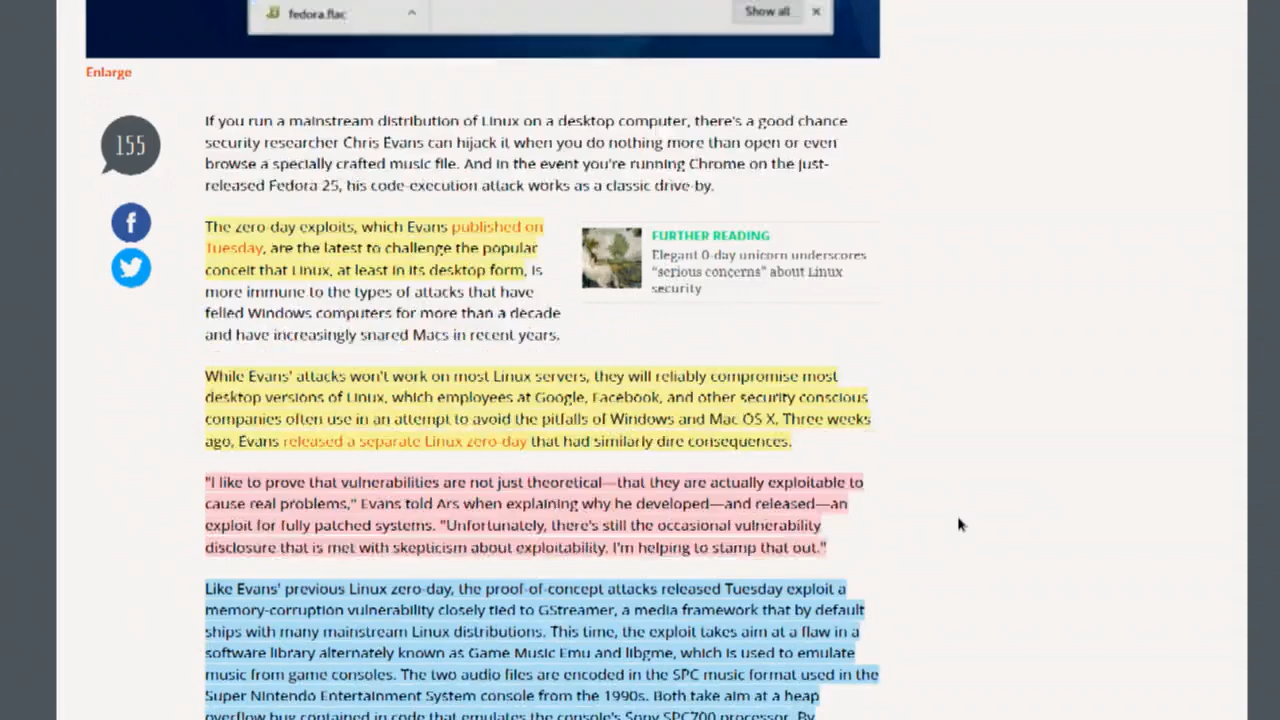 fedora.flac
Show all
Enlarge
155
If you run a mainstream distribution of Linux on a desktop computer, there's a good chance
security researcher Chris Evans can hijack it when you do nothing more than open or even
browse a specially crafted music file. And in the event you're running Chrome on the just-
released Fedora 25, his code-execution attack works as a classic drive-by.
The zero-day exploits, which Evans published on
Tuesday, are the latest to challenge the popular
conceit that Linux, at least in its desktop form, is
more immune to the types of attacks that have
felled Windows computers for more than a decade
and have increasingly snared Macs in recent years.
FURTHER READING
Elegant 0-day unicorn underscores
“serious concerns” about Linux
security
While Evans' attacks won't work on most Linux servers, they will reliably compromise most
desktop versions of Linux, which employees at Google, Facebook, and other security conscious
companies often use in an attempt to avoid the pitfalls of Windows and Mac OS X. Three weeks
ago, Evans released a separate Linux zero-day that had similarly dire consequences.
"I like to prove that vulnerabilities are not just theoretical—that they are actually exploitable to
cause real problems," Evans told Ars when explaining why he developed—and released—an
exploit for fully patched systems. "Unfortunately, there's still the occasional vulnerability
disclosure that is met with skepticism about exploitability. I'm helping to stamp that out."
Like Evans' previous Linux zero-day, the proof-of-concept attacks released Tuesday exploit a
memory-corruption vulnerability closely tied to GStreamer, a media framework that by default
ships with many mainstream Linux distributions. This time, the exploit takes aim at a flaw in a
software library alternately known as Game Music Emu and libgme, which is used to emulate
music from game consoles. The two audio files are encoded in the SPC music format used in the
Super Nintendo Entertainment System console from the 1990s. Both take aim at a heap
overflow bug contained in code that emulates the console's Sony SPC700 processor. By